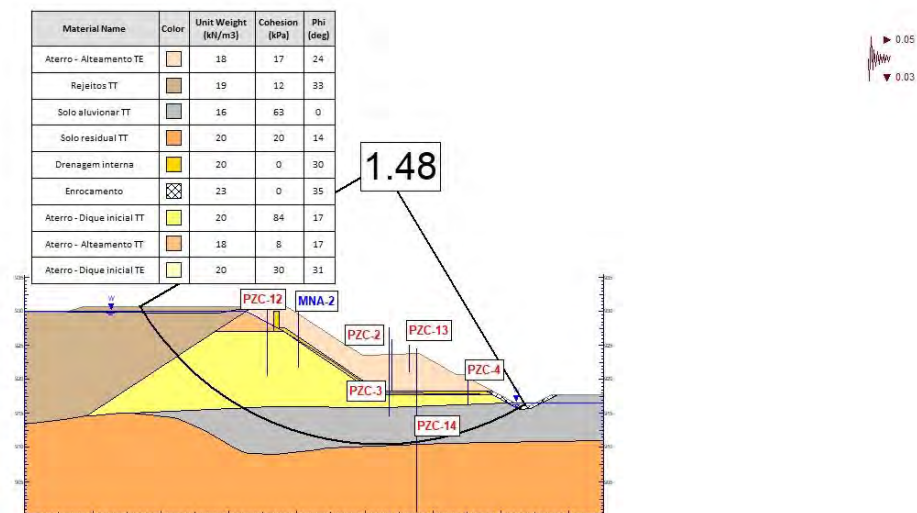 Material Name Color Unit Weight (kN/m3) Cohesion (kPa) Phi (deg)
Aterro - Alteamento TE 18 17 24
Rejeitos TT 19 12 33
Solo aluvionar TT 16 63 0
Solo residual TT 20 20 14
Drenagem interna 20 0 30
Enrocamento 23 0 35
Aterro - Dique inicial TT 20 84 17
Aterro - Alteamento TT 18 8 17
Aterro - Dique inicial TE 20 30 31
0.05
0.03
1.48
PZC-12
MNA-2
PZC-2
PZC-13
PZC-4
PZC-3
PZC-14
W